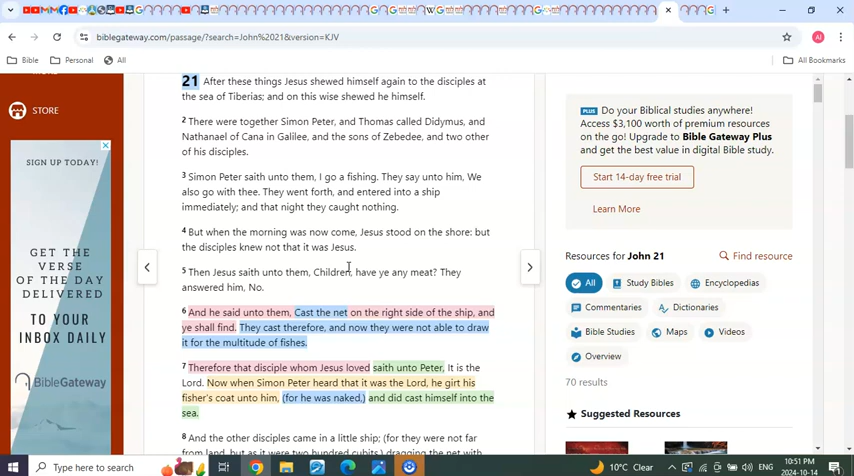 biblegateway.com/passage/?search=John%2021&version=KJV
AI
Bible
Personal
All
All Bookmarks
STORE
SIGN UP TODAY!
GET THE
VERSE
OF THE DAY
DELIVERED
TO YOUR
INBOX DAILY
BIBLEGATEWAY
21 After these things Jesus shewed himself again to the disciples at
the sea of Tiberias; and on this wise shewed he himself.
2 There were together Simon Peter, and Thomas called Didymus, and
Nathanael of Cana in Galilee, and the sons of Zebedee, and two other
of his disciples.
3 Simon Peter saith unto them, I go a fishing. They say unto him, We
also go with thee. They went forth, and entered into a ship
immediately; and that night they caught nothing.
4 But when the morning was now come, Jesus stood on the shore: but
the disciples knew not that it was Jesus.
5 Then Jesus saith unto them, Children, have ye any meat? They
answered him, No.
6 And he said unto them, Cast the net on the right side of the ship, and
ye shall find. They cast therefore, and now they were not able to draw
it for the multitude of fishes.
7 Therefore that disciple whom Jesus loved saith unto Peter, It is the
Lord. Now when Simon Peter heard that it was the Lord, he girt his
fisher's coat unto him, (for he was naked,) and did cast himself into the
sea.
8 And the other disciples came in a little ship; (for they were not far
from land, but as it were two hundred cubits,) dragging the net with
PLUS Do your Biblical studies anywhere!
Access $3,100 worth of premium resources
on the go! Upgrade to Bible Gateway Plus
and get the best value in digital Bible study.
Start 14-day free trial
Learn More
Resources for John 21
Find resource
All
Study Bibles
Encyclopedias
Commentaries
Dictionaries
Bible Studies
Maps
Videos
Overview
70 results
Suggested Resources
Type here to search
10°C Clear
ENG
10:51 PM
2024-10-14